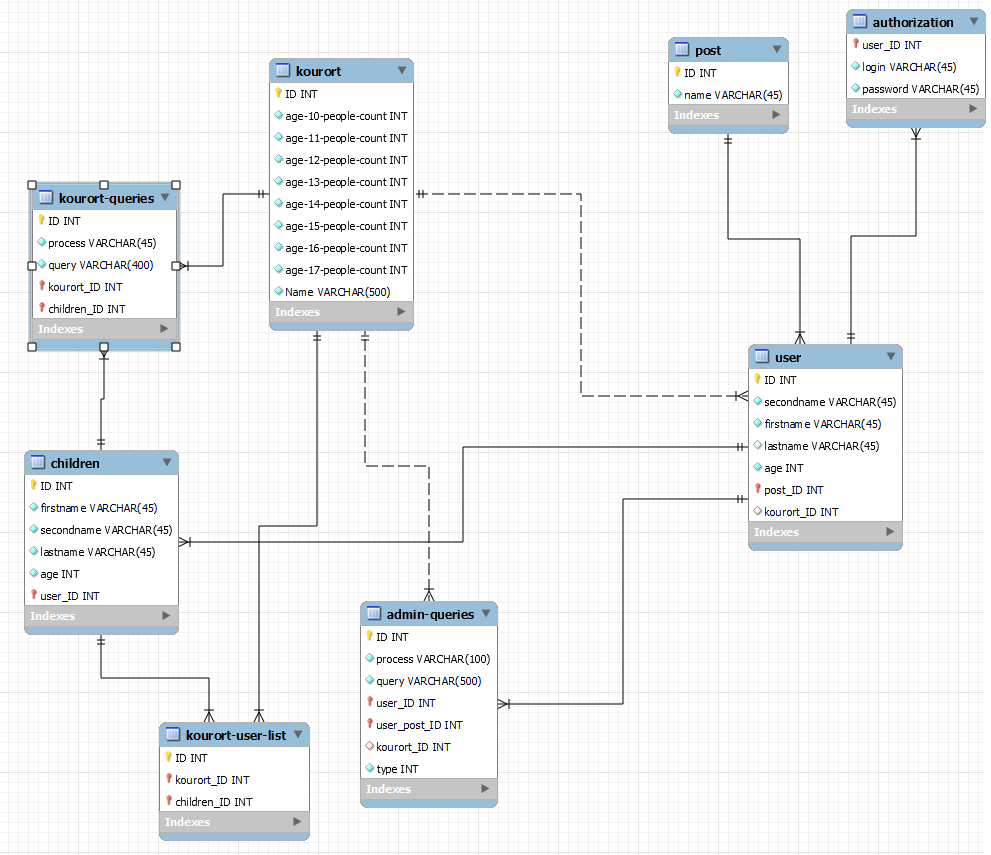 post
ID INT
name VARCHAR(45)
Indexes
authorization
user_ID INT
login VARCHAR(45)
password VARCHAR(45)
Indexes
kourort
ID INT
age-10-people-count INT
age-11-people-count INT
age-12-people-count INT
age-13-people-count INT
age-14-people-count INT
age-15-people-count INT
age-16-people-count INT
age-17-people-count INT
Name VARCHAR(500)
Indexes
kourort-queries
ID INT
process VARCHAR(45)
query VARCHAR(400)
kourort_ID INT
children_ID INT
Indexes
user
ID INT
secondname VARCHAR(45)
firstname VARCHAR(45)
lastname VARCHAR(45)
age INT
post_ID INT
kourort_ID INT
Indexes
children
ID INT
firstname VARCHAR(45)
secondname VARCHAR(45)
lastname VARCHAR(45)
age INT
user_ID INT
Indexes
admin-queries
ID INT
process VARCHAR(100)
query VARCHAR(500)
user_ID INT
user_post_ID INT
kourort_ID INT
type INT
Indexes
kourort-user-list
ID INT
kourort_ID INT
children_ID INT
Indexes